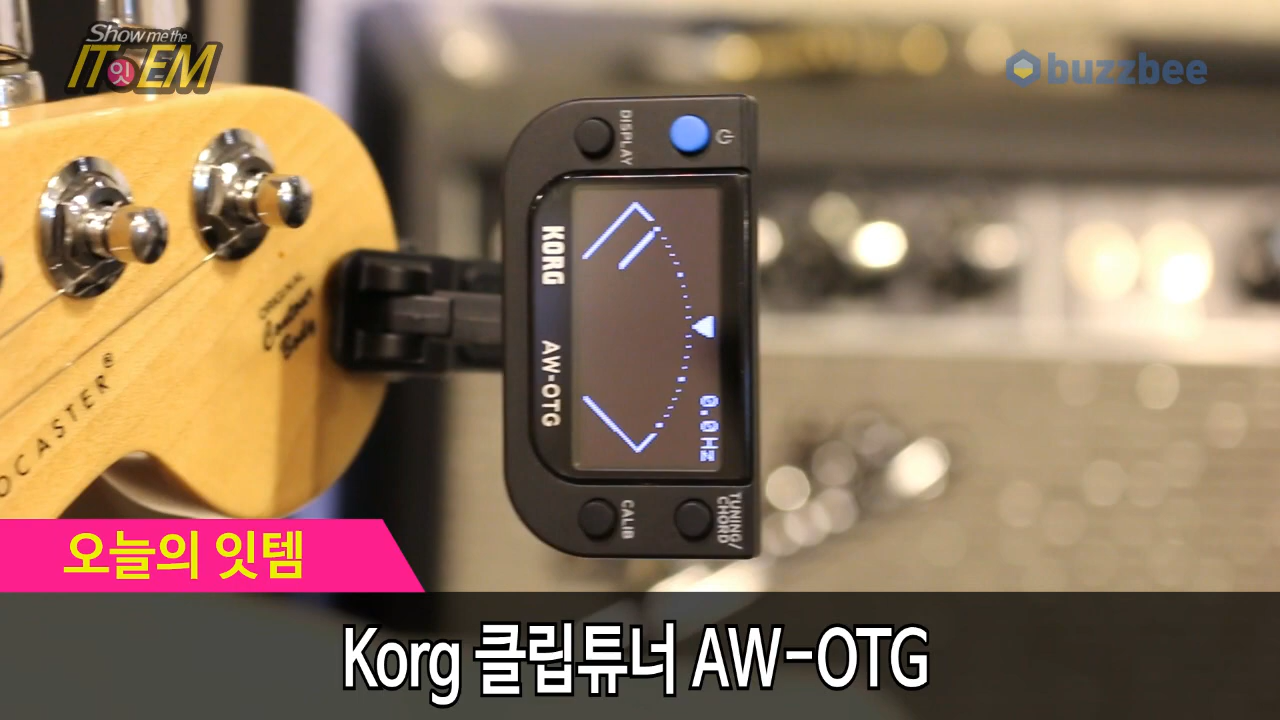 Show me the
IT잇EM
buzzbee
DISPLAY
KORG
AW-OTG
0.0Hz
CALIB
TUNING/
CHORD
ORIGINAL
Contour
Body
OCASTER®
오늘의 잇템
Korg 클립튜너 AW-OTG